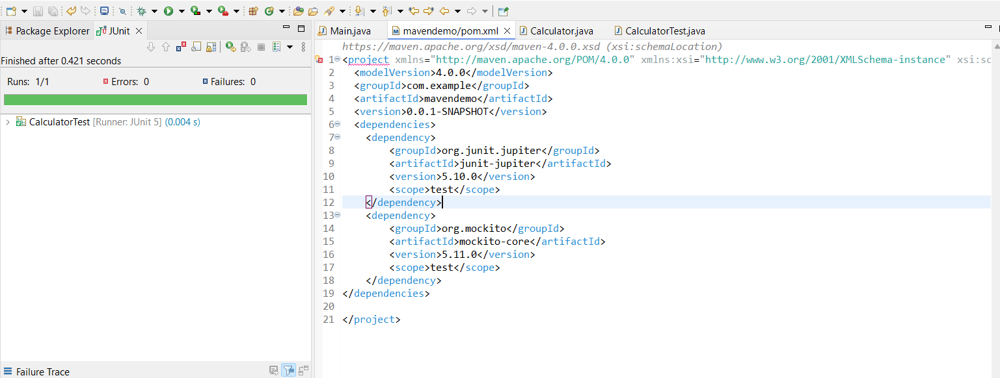 Package Explorer
JUnit
Finished after 0.421 seconds
Runs: 1/1
Errors: 0
Failures: 0
CalculatorTest [Runner: JUnit 5] (0.004 s)
Failure Trace
Main.java
mavendemo/pom.xml
Calculator.java
CalculatorTest.java
https://maven.apache.org/xsd/maven-4.0.0.xsd (xsi:schemaLocation)
1 <project xmlns="http://maven.apache.org/POM/4.0.0" xmlns:xsi="http://www.w3.org/2001/XMLSchema-instance" xsi:sc
2 <modelVersion>4.0.0</modelVersion>
3 <groupId>com.example</groupId>
4 <artifactId>mavendemo</artifactId>
5 <version>0.0.1-SNAPSHOT</version>
6 <dependencies>
7 <dependency>
8 <groupId>org.junit.jupiter</groupId>
9 <artifactId>junit-jupiter</artifactId>
10 <version>5.10.0</version>
11 <scope>test</scope>
12 </dependency>
13 <dependency>
14 <groupId>org.mockito</groupId>
15 <artifactId>mockito-core</artifactId>
16 <version>5.11.0</version>
17 <scope>test</scope>
18 </dependency>
19 </dependencies>
20
21 </project>